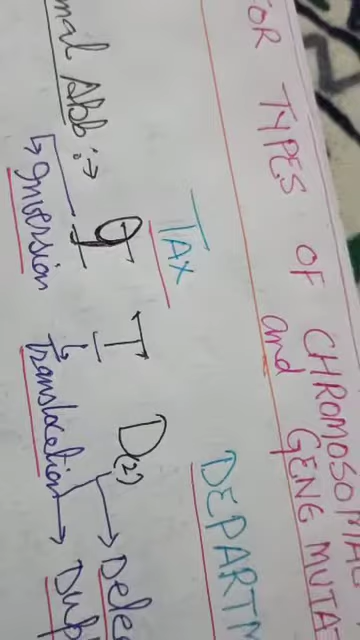 FOR TYPES OF CHROMOSOMAL
and GENE MUTA
TAX DEPARTM
mal Abb :→ I T D(2)
↳ Inversion ↳ Translocation → Dele
→ Dup